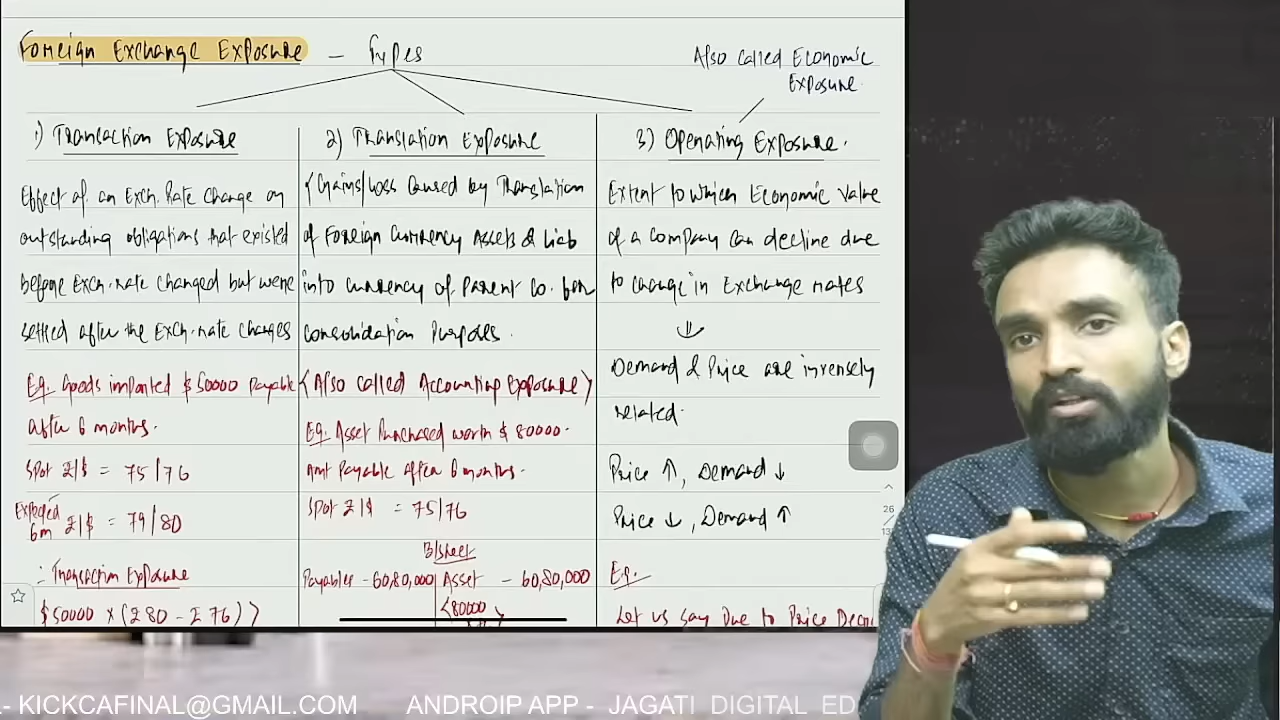 Foreign Exchange Exposure – Types
Also called Economic
Exposure.
1) Transaction Exposure
Effect of an Exch. Rate Change on
outstanding obligations that existed
before Exch. rate changed but were
settled after the Exch. rate changes
Eg. Goods imported $50000 payable
after 6 months.
Spot ₹/$ = 75/76
Expected
6m ₹/$ = 79/80
∴ Transaction Exposure
$50000 × (₹80 – ₹76)
2) Translation Exposure
Gains/Loss caused by Translation
of Foreign Currency Assets & Liab
into currency of Parent Co. for
consolidation Purposes.
(Also called Accounting Exposure)
Eg. Asset Purchased worth $80000.
Amt Payable After 6 months.
Spot ₹/$ = 75/76
B/sheet
Payables – 60,80,000 Asset – 60,80,000
(80000
3) Operating Exposure.
Extent to which Economic value
of a company can decline due
to change in Exchange rates
⇓
Demand & Price are inversely
related.
Price ↑, Demand ↓
Price ↓, Demand ↑
Eg.
Let us say Due to Price
26
KICKCAFINAL@GMAIL.COM ANDROIP APP - JAGATI DIGITAL ED